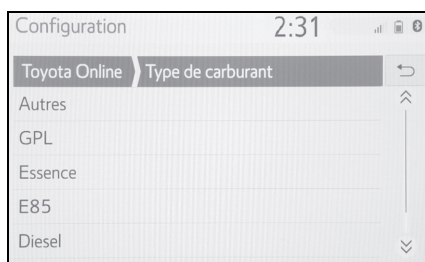 Configuration 2:31
Toyota Online Type de carburant
Autres
GPL
Essence
E85
Diesel